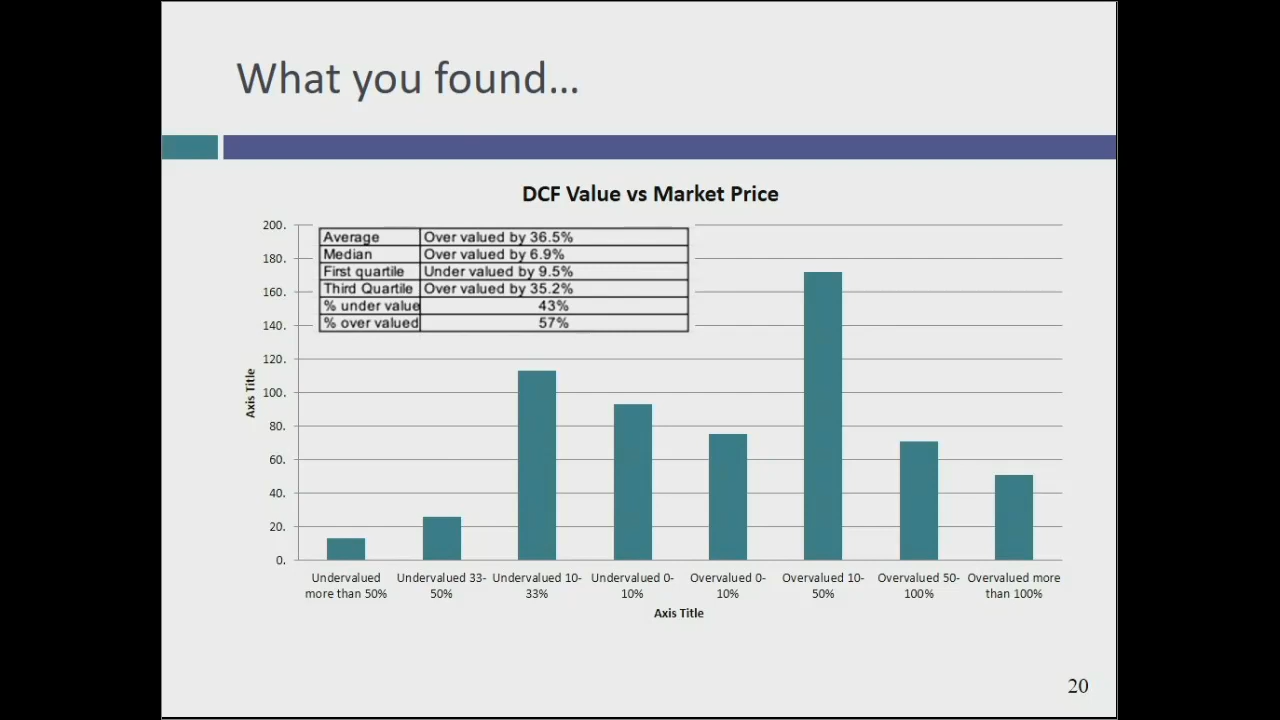 What you found...
DCF Value vs Market Price
200.
180.
160.
140.
120.
100.
80.
60.
40.
20.
0.
Axis Title
Average Over valued by 36.5%
Median Over valued by 6.9%
First quartile Under valued by 9.5%
Third Quartile Over valued by 35.2%
% under value 43%
% over valued 57%
Undervalued
more than 50%
Undervalued 33-
50%
Undervalued 10-
33%
Undervalued 0-
10%
Overvalued 0-
10%
Overvalued 10-
50%
Overvalued 50-
100%
Overvalued more
than 100%
Axis Title
20